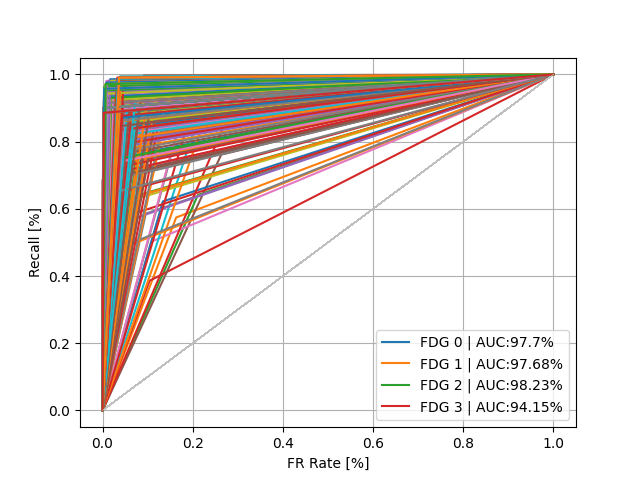 1.0
0.8
0.6
0.4
0.2
0.0
Recall [%]
FDG 0 | AUC:97.7%
FDG 1 | AUC:97.68%
FDG 2 | AUC:98.23%
FDG 3 | AUC:94.15%
0.0 0.2 0.4 0.6 0.8 1.0
FR Rate [%]